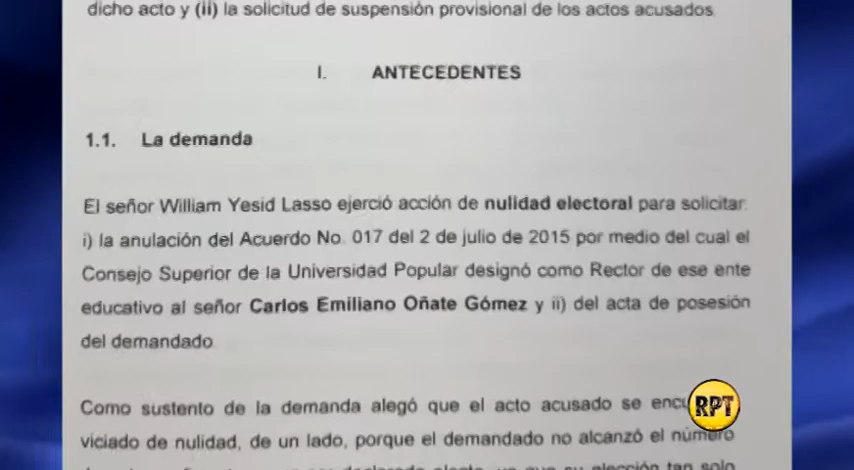 dicho acto y (ii) la solicitud de suspensión provisional de los actos acusados.
I. ANTECEDENTES
1.1. La demanda
El señor William Yesid Lasso ejerció acción de nulidad electoral para solicitar:
i) la anulación del Acuerdo No. 017 del 2 de julio de 2015 por medio del cual el
Consejo Superior de la Universidad Popular designó como Rector de ese ente
educativo al señor Carlos Emiliano Oñate Gómez y ii) del acta de posesión
del demandado.
Como sustento de la demanda alegó que el acto acusado se
viciado de nulidad, de un lado, porque el demandado no alcanzó el número
elección tan solo
RPT